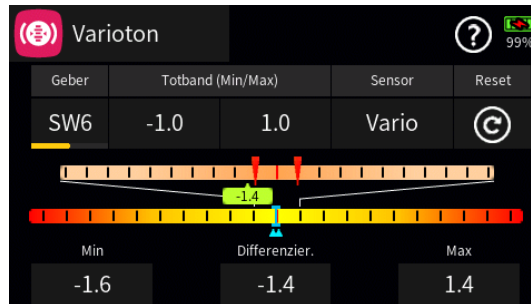 Varioton
?
99%
Geber Totband (Min/Max) Sensor Reset
SW6 -1.0 1.0 Vario C
-1.4
Min Differenzier. Max
-1.6 -1.4 1.4